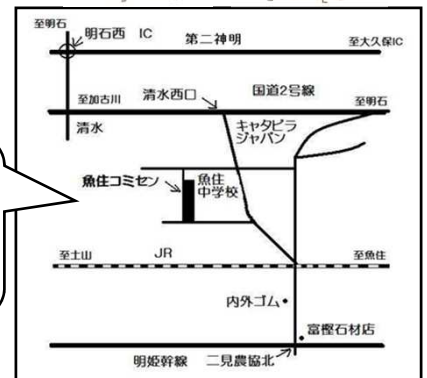 至明石
明石西 IC
第二神明
至大久保IC
至加古川
清水西口
国道2号線
至明石
清水
キャタピラ
ジャパン
魚住コミセン
魚住
中学校
至土山
JR
至魚住
内外ゴム
富樫石材店
明姫幹線
二見農協北